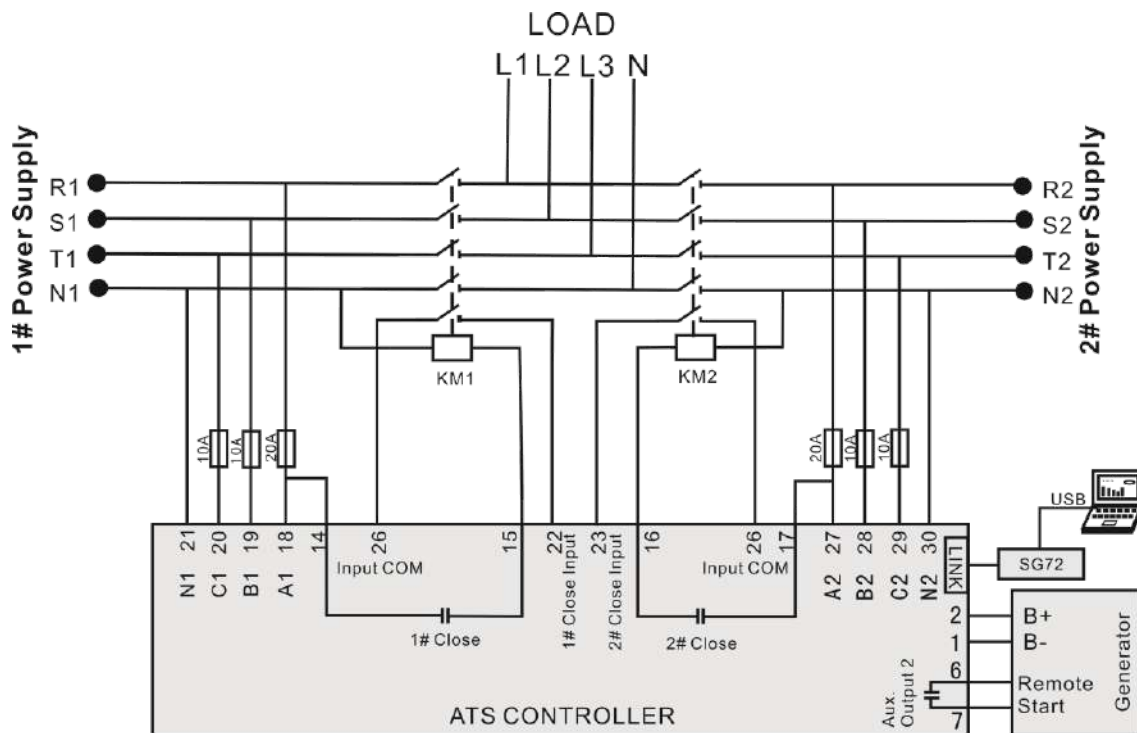 LOAD
L1 L2 L3 N
1# Power Supply
R1
S1
T1
N1
2# Power Supply
R2
S2
T2
N2
KM1
KM2
10A
10A
20A
20A
10A
10A
USB
SG72
21 20 19 18 14 26 15 22 23 16 26 17 27 28 29 30
N1 C1 B1 A1
Input COM
1# Close Input
2# Close Input
Input COM
A2 B2 C2 N2
LINK
1# Close
2# Close
2
1
6
7
B+
B-
Remote
Start
Generator
Aux.
Output 2
ATS CONTROLLER